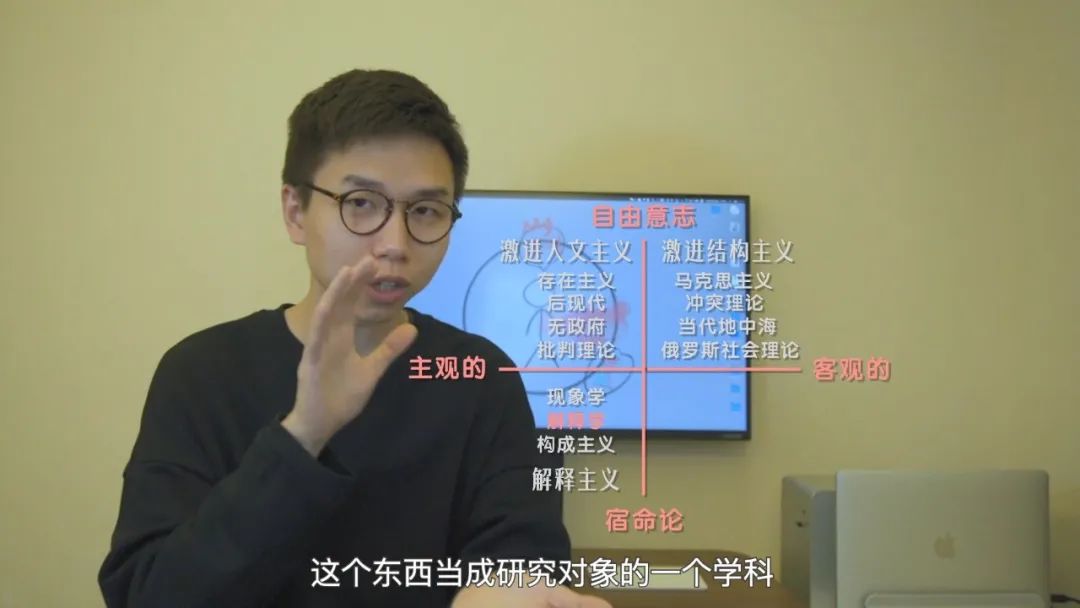 自由意志
激进人文主义
激进结构主义
存在主义
后现代
无政府
批判理论
马克思主义
冲突理论
当代地中海
俄罗斯社会理论
主观的
客观的
现象学
解释学
构成主义
解释主义
宿命论
这个东西当成研究对象的一个学科